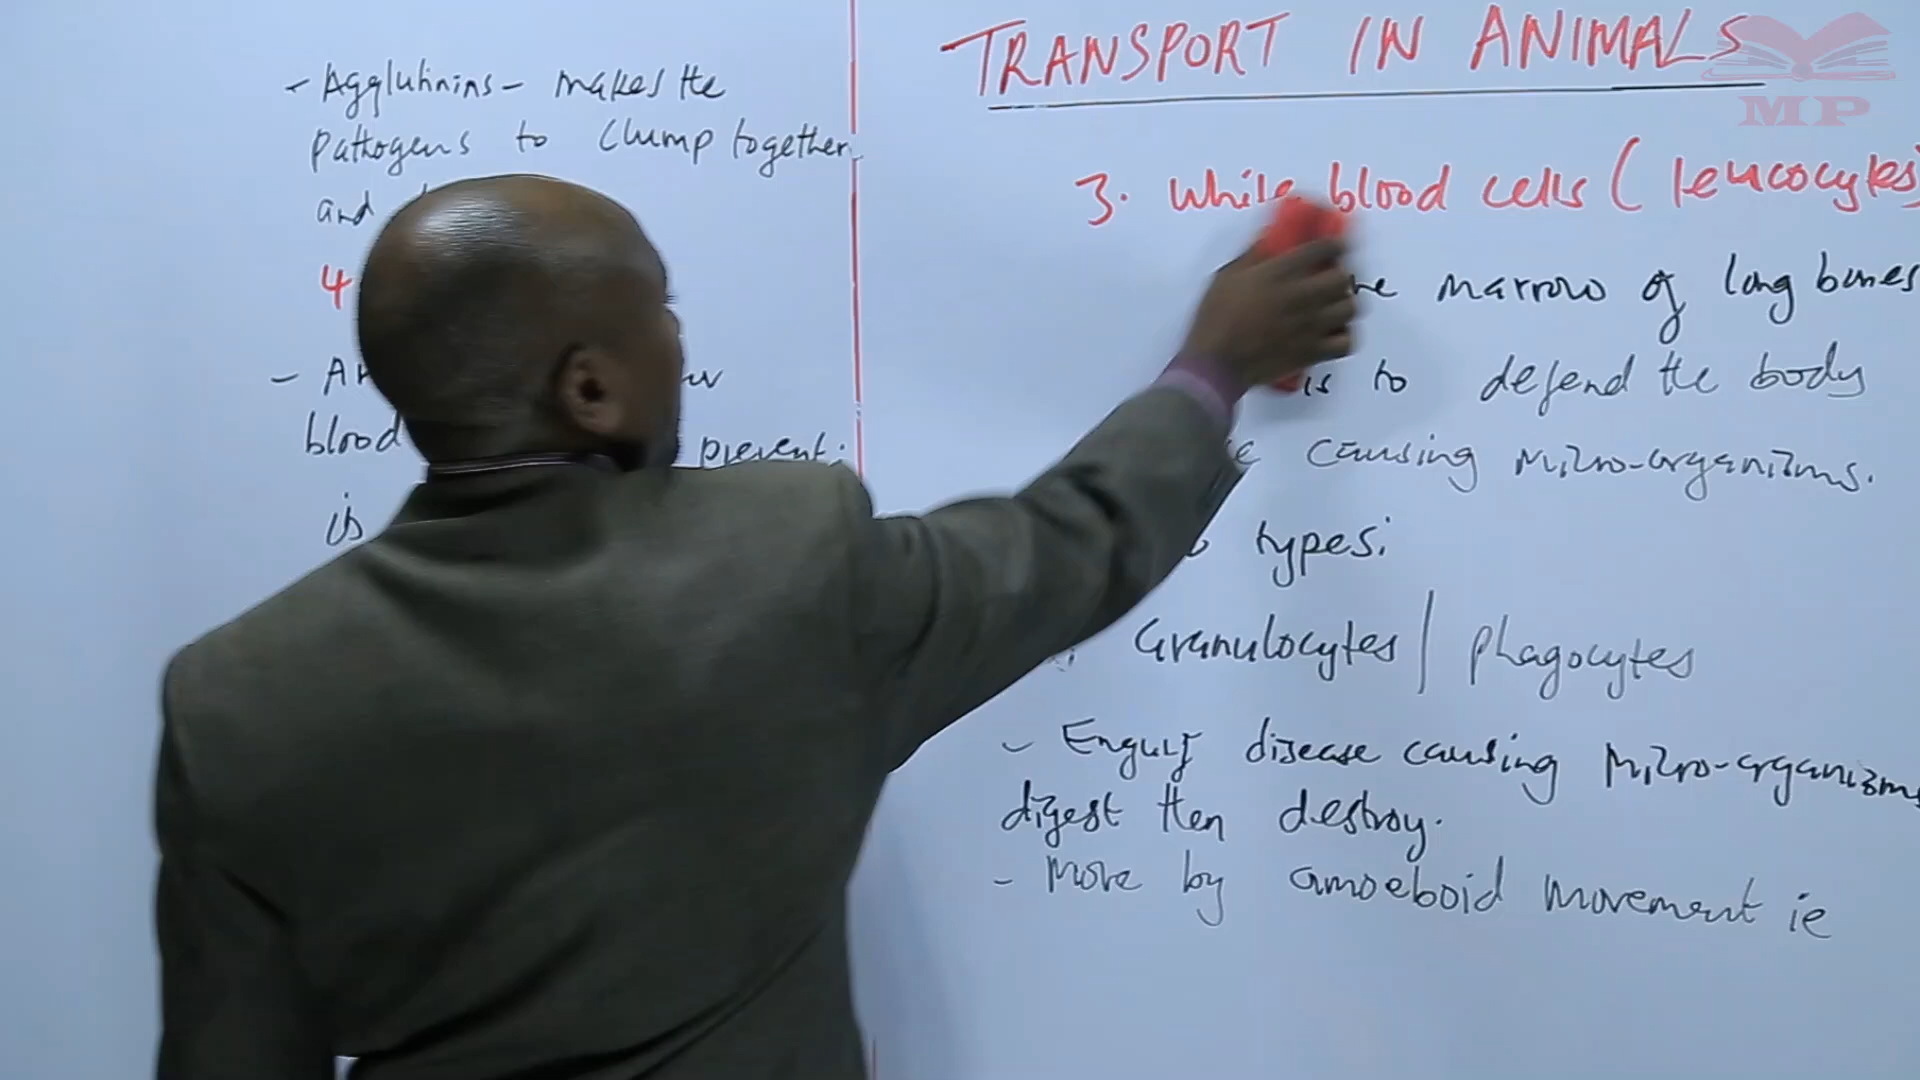 - Agglutinins - makes the
pathogens to clump together
and
4
-
blood prevent:
is
TRANSPORT IN ANIMALS
MP
3. White blood cells (leucocytes)
marrow of long bones
is to defend the body
causing micro-organisms.
types:
Granulocytes / phagocytes
- Engulf disease causing micro-organisms
digest then destroy.
- Move by amoeboid movement ie